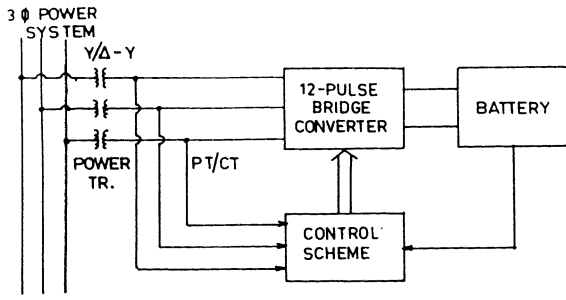 3 Φ POWER
SYSTEM
Y/Δ-Y
POWER
TR.
PT/CT
12-PULSE
BRIDGE
CONVERTER
BATTERY
CONTROL
SCHEME